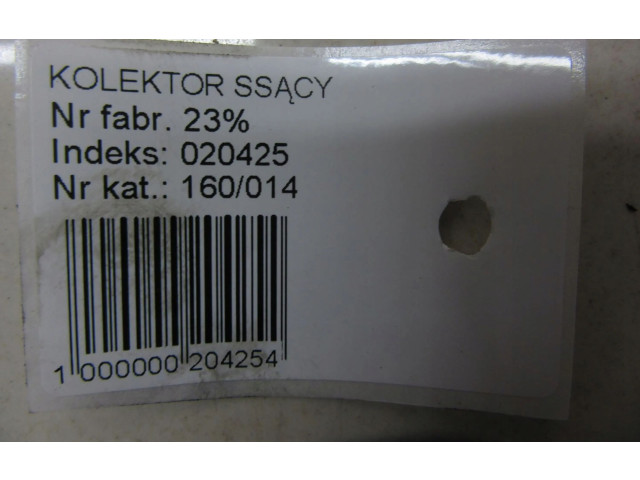 KOLEKTOR SSĄCY
Nr fabr. 23%
Indeks: 020425
Nr kat.: 160/014
1 000000 204254